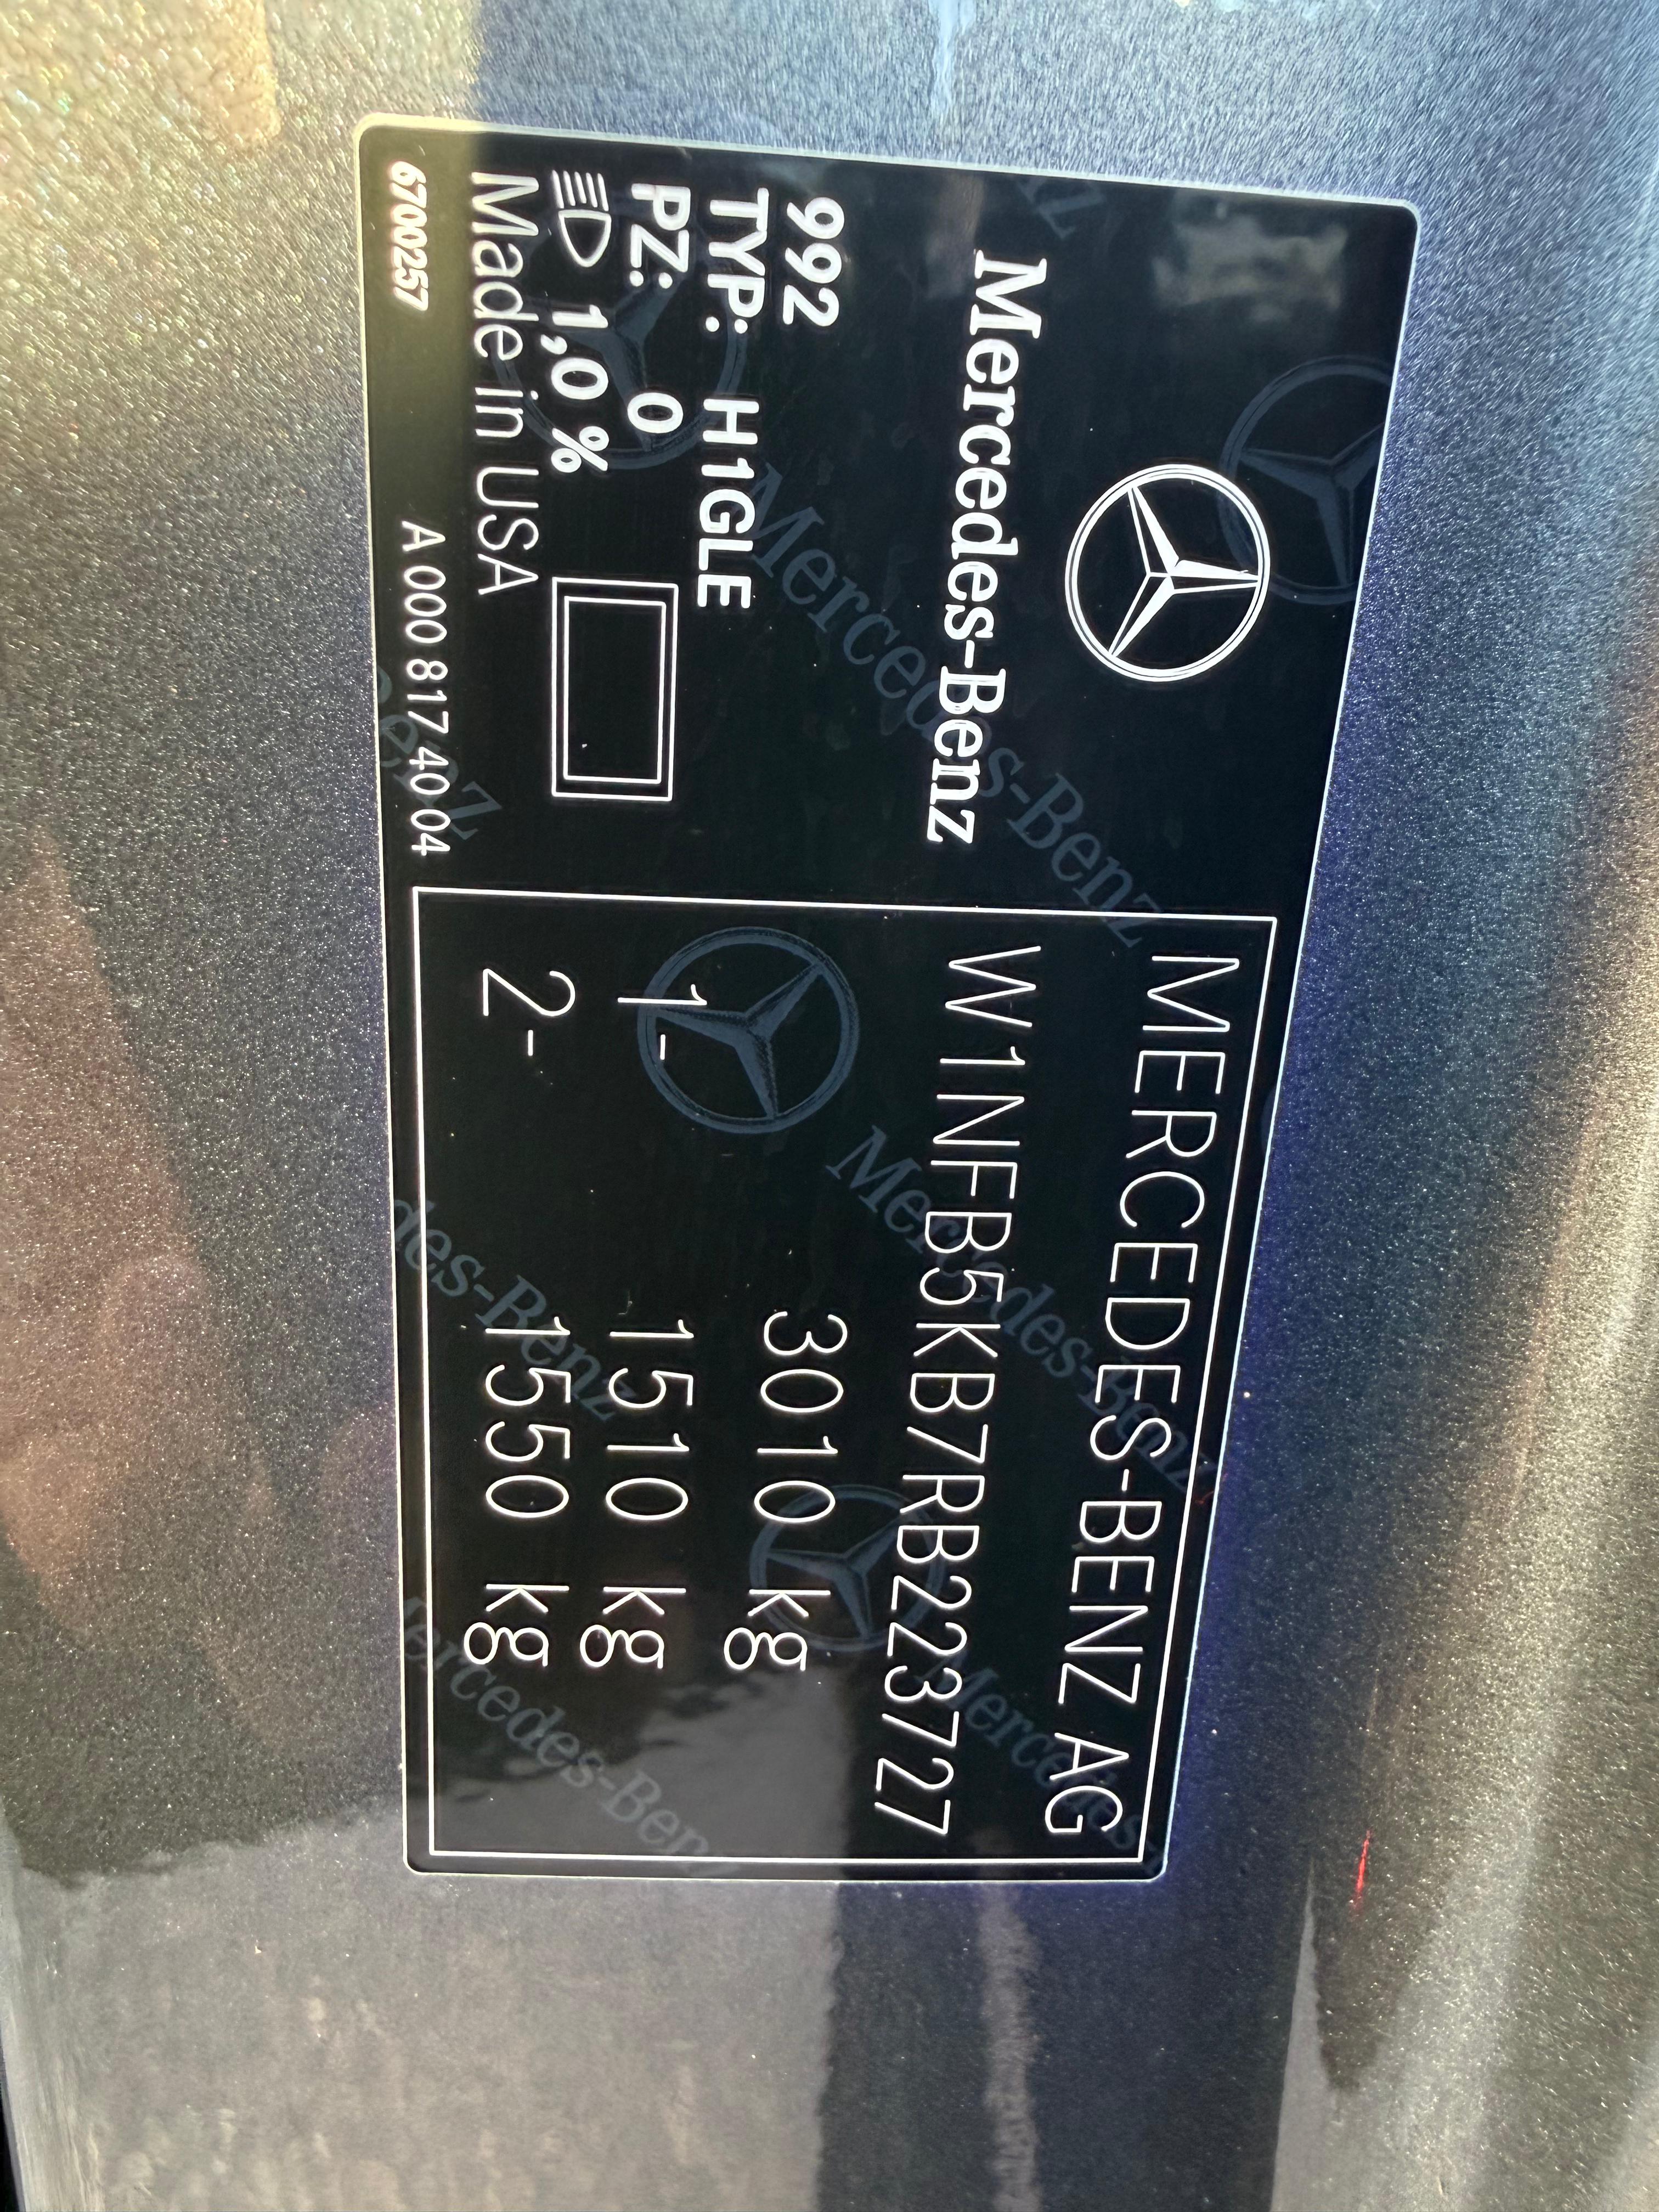 Mercedes-Benz
992
TYP: H1GLE
PZ: 0
1,0 %
Made in USA
6700257
A 000 817 40 04
MERCEDES-BENZ AG
W1NFB5KB7RB223727
3010 kg
1- 1510 kg
2- 1550 kg